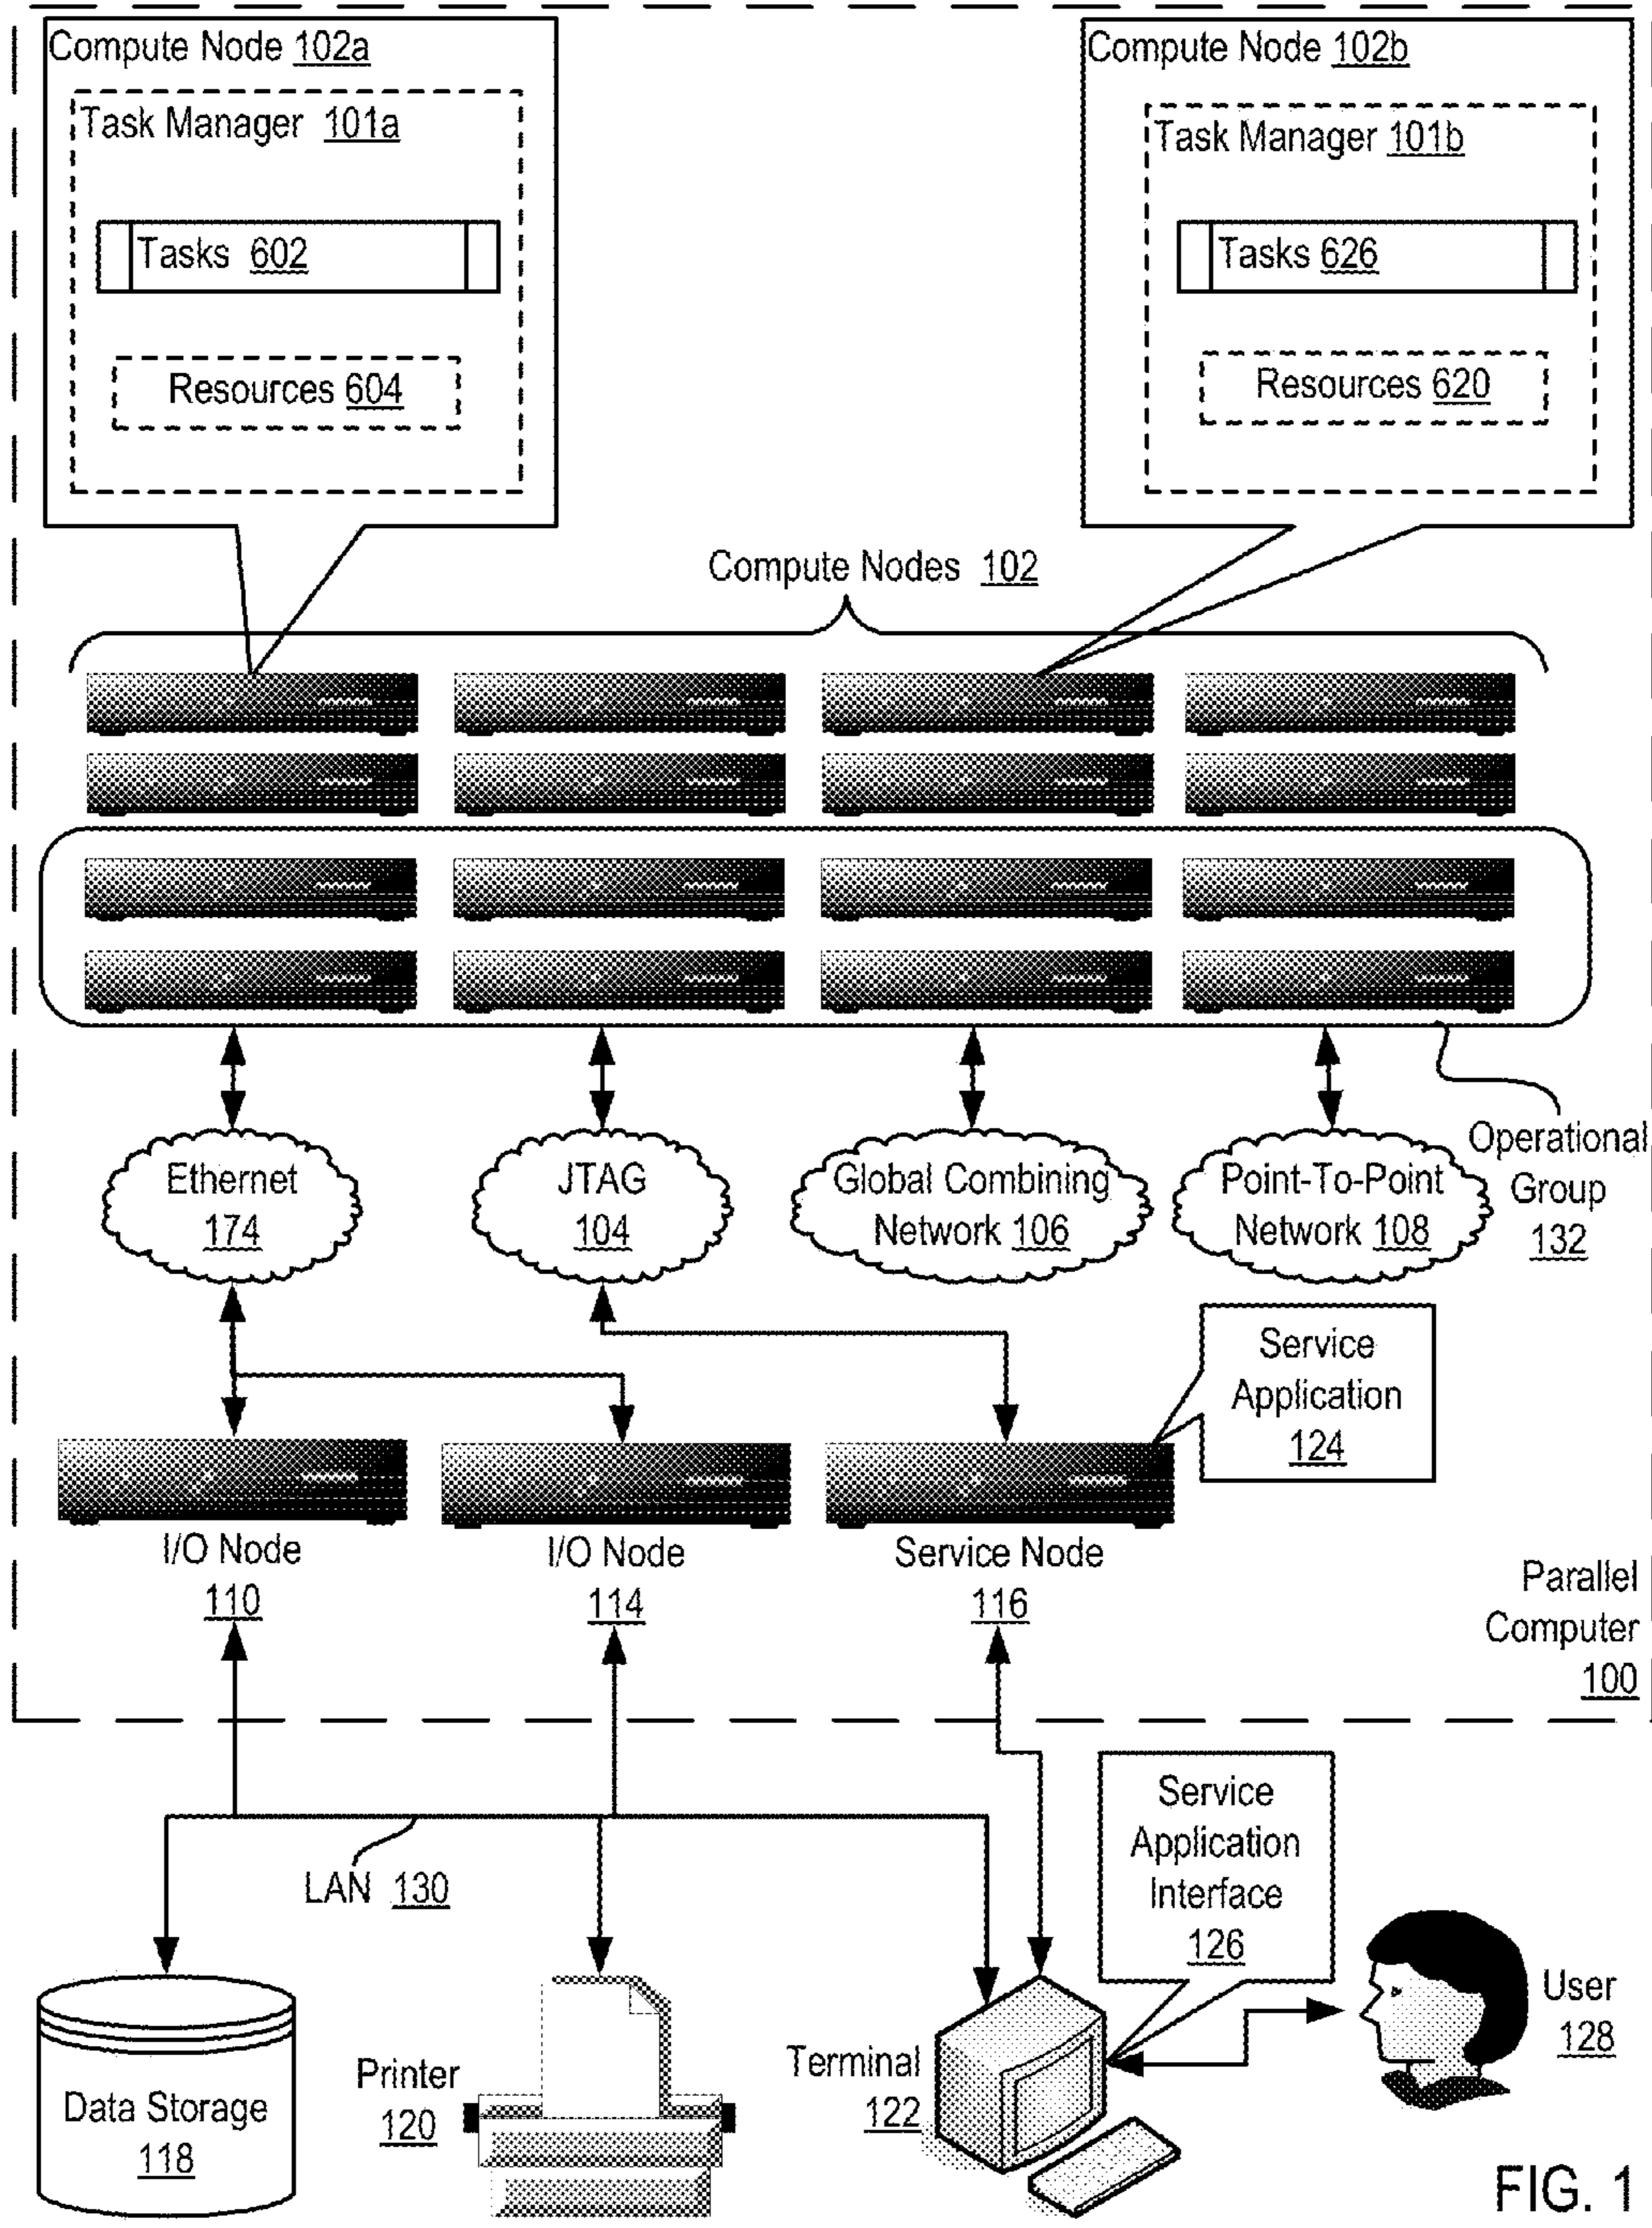 Compute Node 102a
Task Manager 101a
Tasks 602
Resources 604
Compute Node 102b
Task Manager 101b
Tasks 626
Resources 620
Compute Nodes 102
Ethernet
174
JTAG
104
Global Combining
Network 106
Point-To-Point
Network 108
Operational
Group
132
Service
Application
124
I/O Node
110
I/O Node
114
Service Node
116
Parallel
Computer
100
LAN 130
Service
Application
Interface
126
Data Storage
118
Printer
120
Terminal
122
User
128
FIG. 1